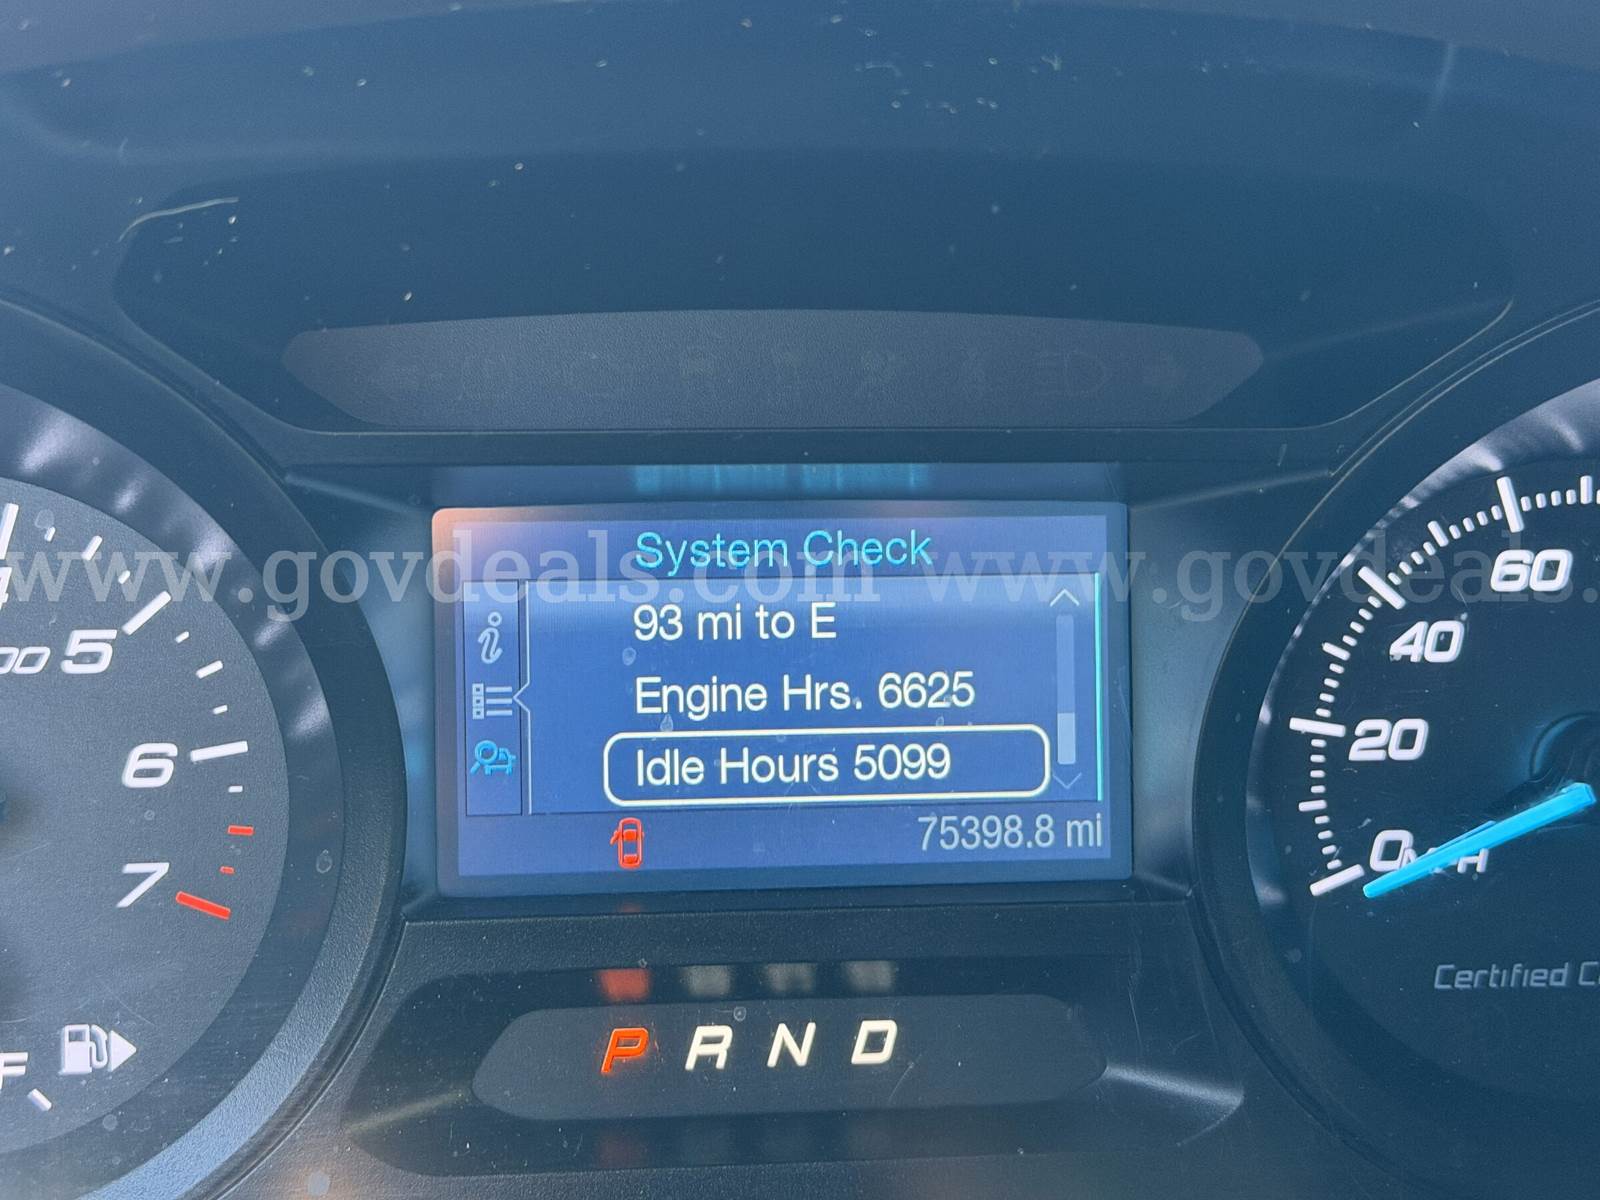 www.govdeals.com www.govdeals.
System Check
93 mi to E
Engine Hrs. 6625
Idle Hours 5099
75398.8 mi
5
6
7
F
60
40
20
0
MPH
Certified
P R N D